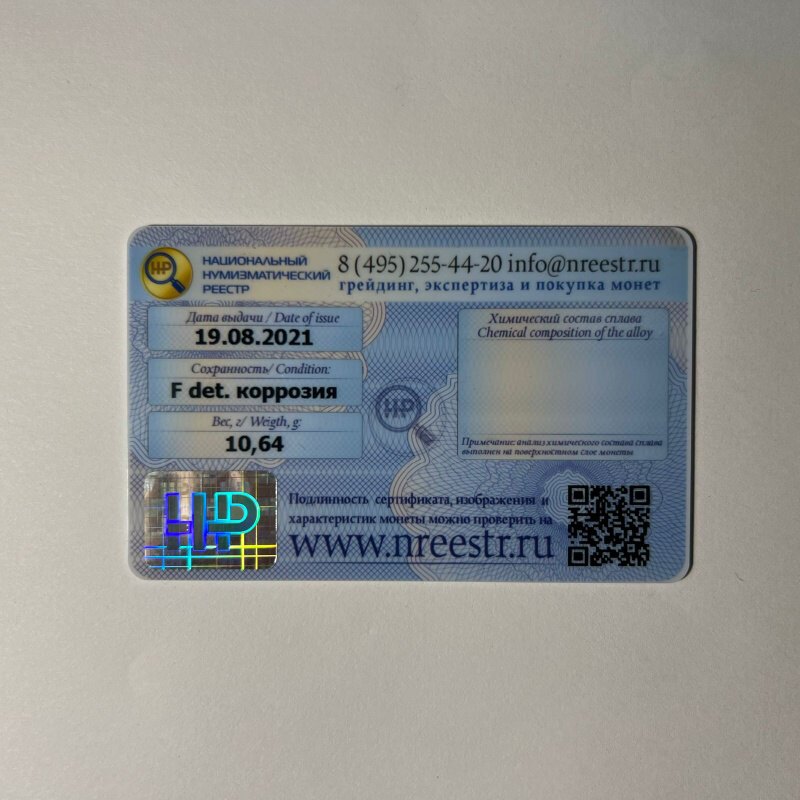 НР
НАЦИОНАЛЬНЫЙ
НУМИЗМАТИЧЕСКИЙ
РЕЕСТР
8 (495) 255-44-20 info@nreestr.ru
грейдинг, экспертиза и покупка монет
Дата выдачи / Date of issue
19.08.2021
Сохранность/ Condition:
F det. коррозия
Вес, г/ Weigth, g:
10,64
Химический состав сплава
Chemical composition of the alloy
Примечание: анализ химического состава сплава
выполнен на поверхностном слое монеты
НР
НР
Подлинность сертификата, изображения и
характеристик монеты можно проверить на
www.nreestr.ru